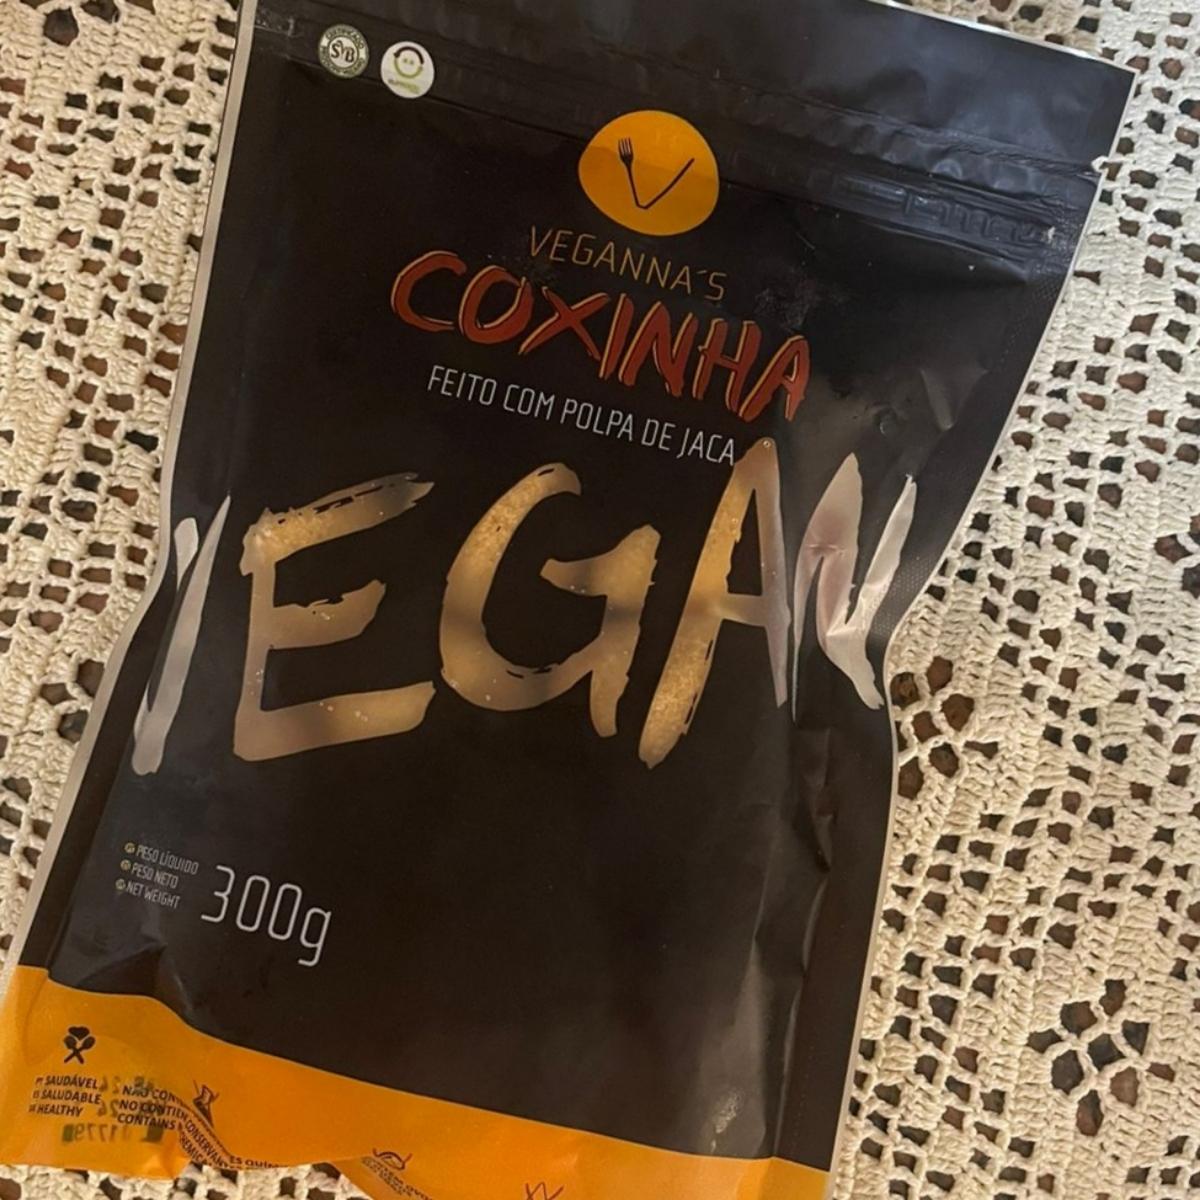 VEGANNA´S
COXINHA
FEITO COM POLPA DE JACA
VEGAN
PESO LÍQUIDO
PESO NETO
NET WEIGHT
300g
SAUDÁVEL
SALUDABLE
HEALTHY
NO CONTIENE
CONTAINS